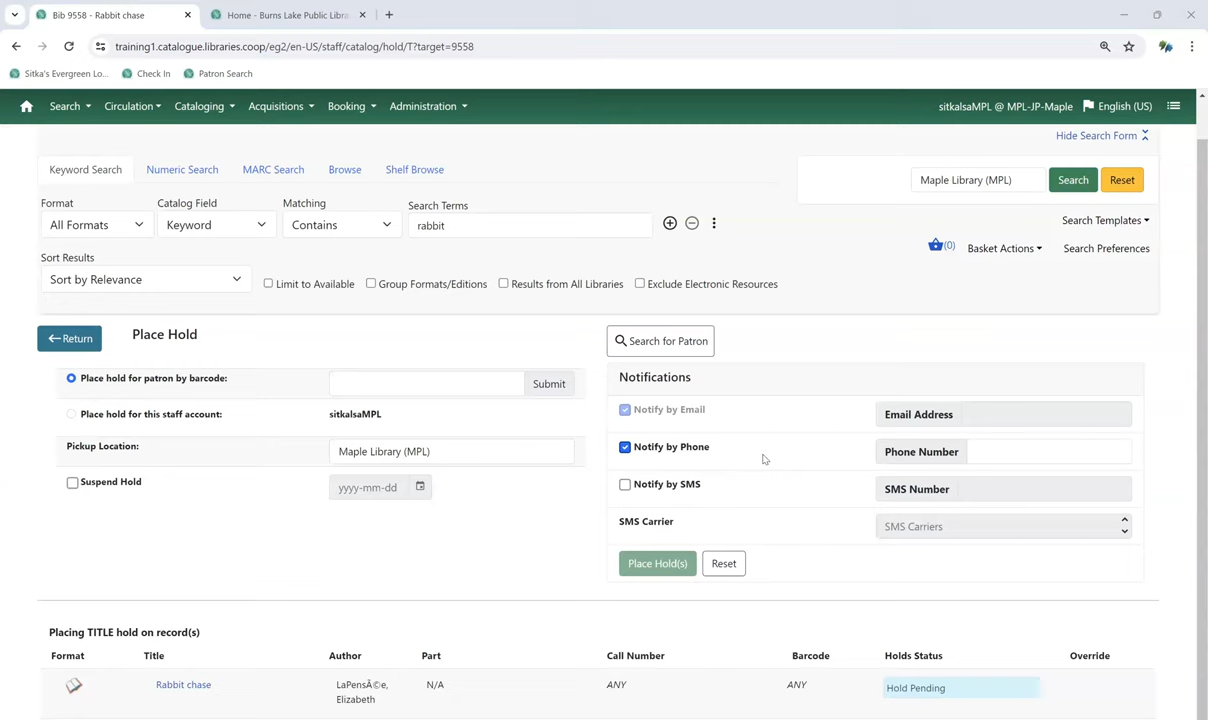 Bib 9558 - Rabbit chase
Home - Burns Lake Public Libra
training1.catalogue.libraries.coop/eg2/en-US/staff/catalog/hold/T?target=9558
Sitka's Evergreen Lo... Check In Patron Search
Search Circulation Cataloging Acquisitions Booking Administration sitkalsaMPL @ MPL-JP-Maple English (US)
Hide Search Form
Keyword Search Numeric Search MARC Search Browse Shelf Browse
Maple Library (MPL) Search Reset
Format Catalog Field Matching Search Terms
All Formats Keyword Contains rabbit
Search Templates
(0) Basket Actions Search Preferences
Sort Results
Sort by Relevance Limit to Available Group Formats/Editions Results from All Libraries Exclude Electronic Resources
Return Place Hold
Search for Patron
Place hold for patron by barcode: Submit
Place hold for this staff account: sitkalsaMPL
Pickup Location: Maple Library (MPL)
Suspend Hold yyyy-mm-dd
Notifications
Notify by Email Email Address
Notify by Phone Phone Number
Notify by SMS SMS Number
SMS Carrier SMS Carriers
Place Hold(s) Reset
Placing TITLE hold on record(s)
Format Title Author Part Call Number Barcode Holds Status Override
Rabbit chase LaPensÃ©e, N/A ANY ANY Hold Pending
Elizabeth